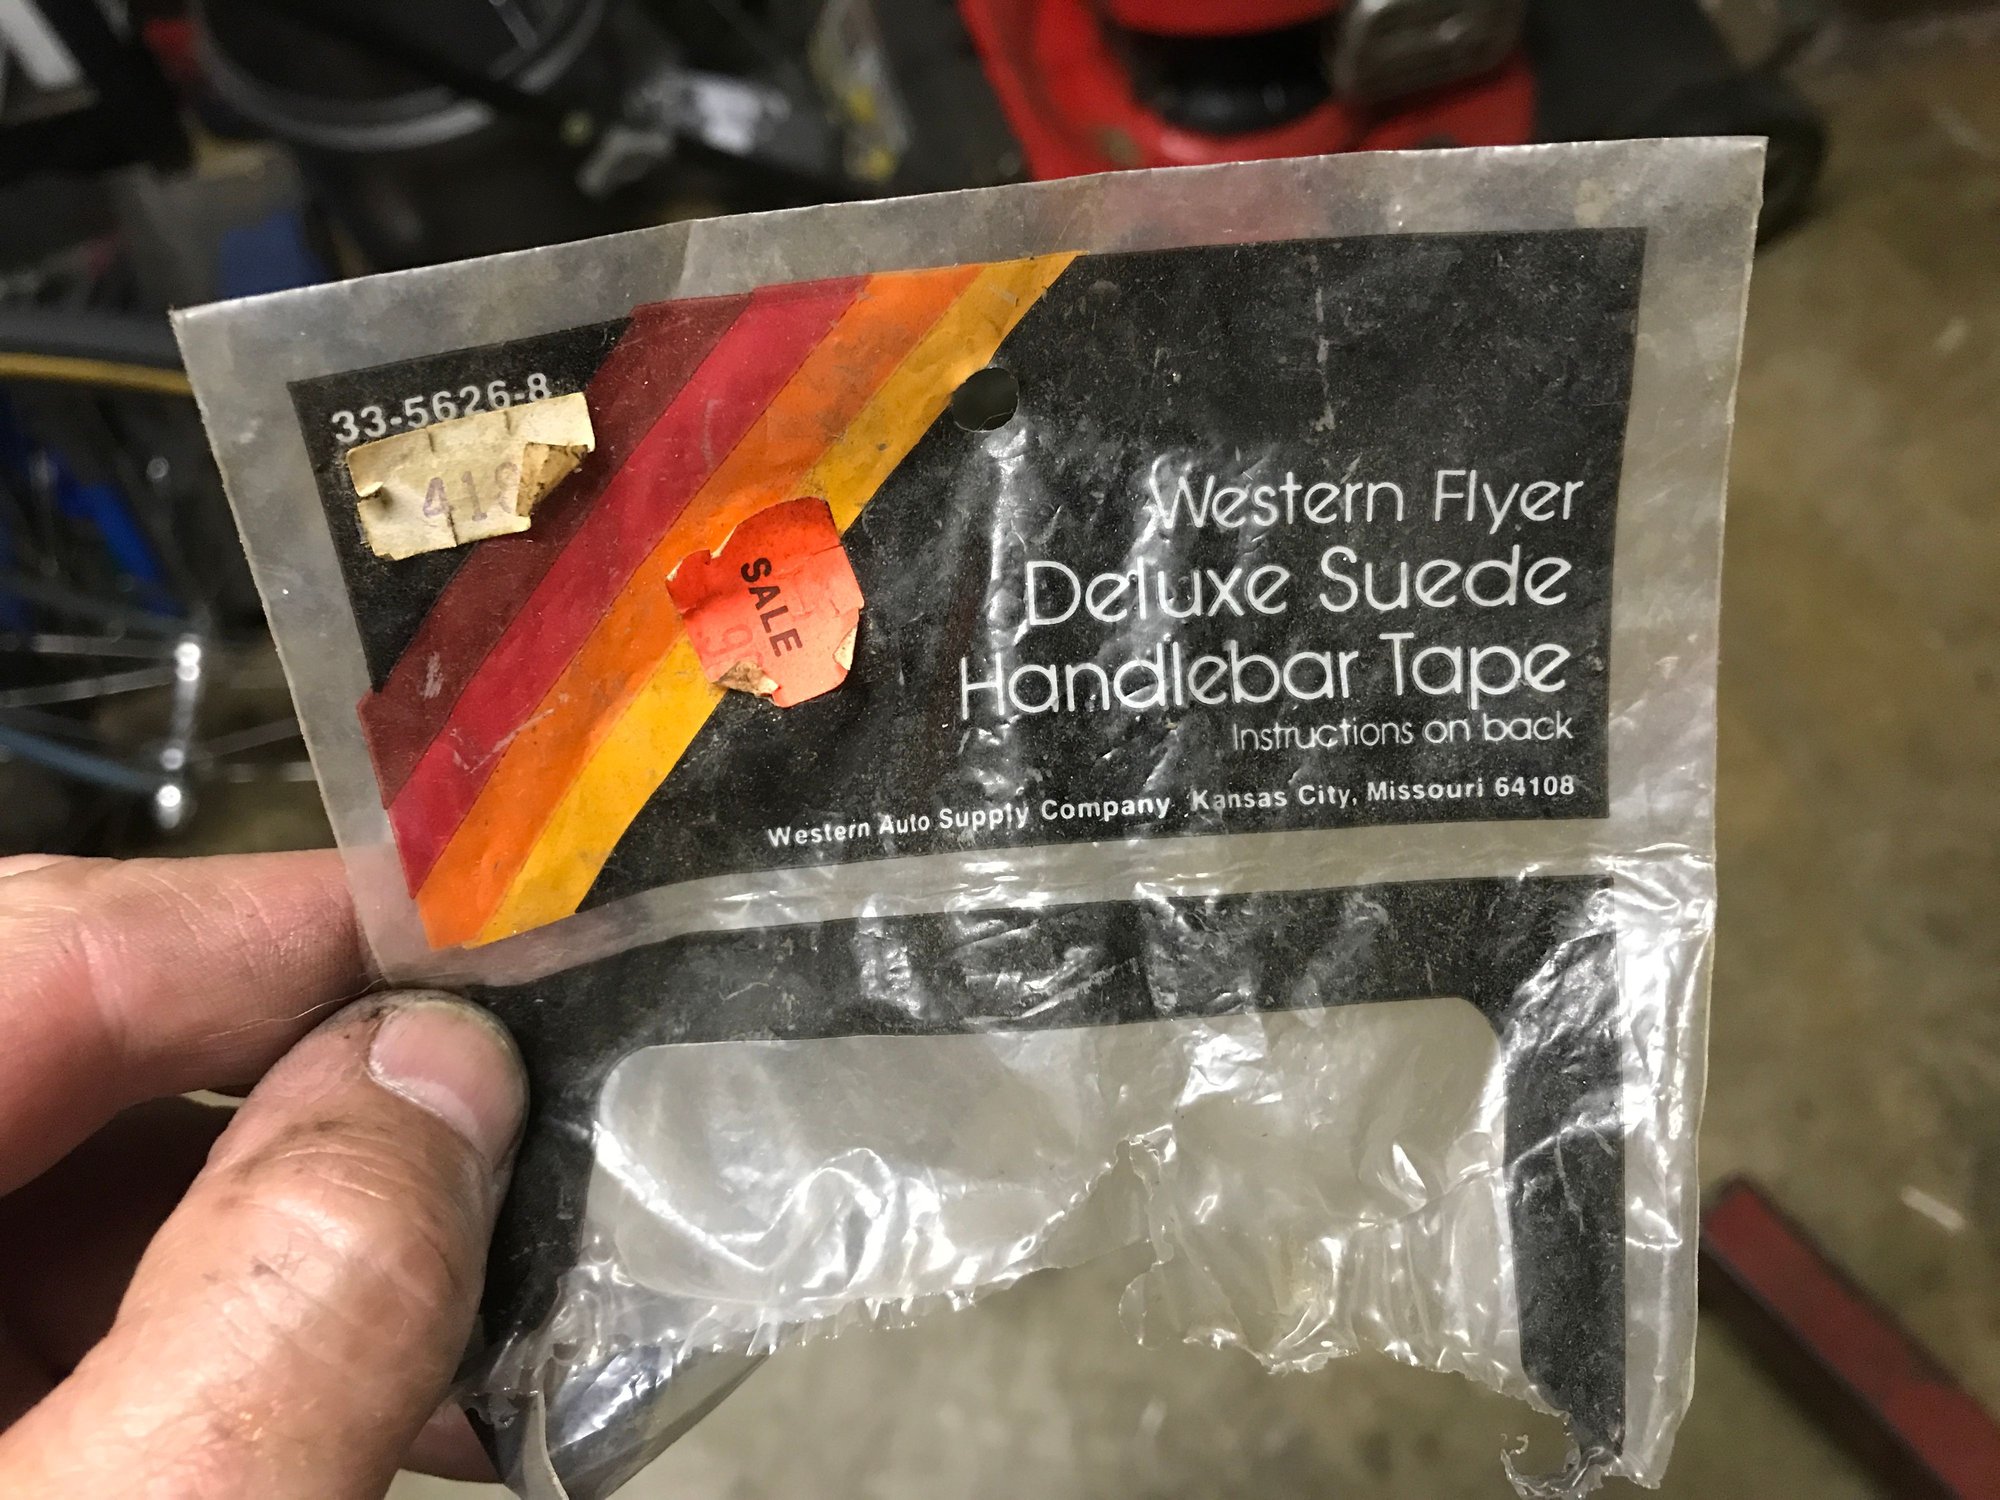 33-5626-8
SALE
Western Flyer
Deluxe Suede
Handlebar Tape
Instructions on back
Western Auto Supply Company Kansas City, Missouri 64108